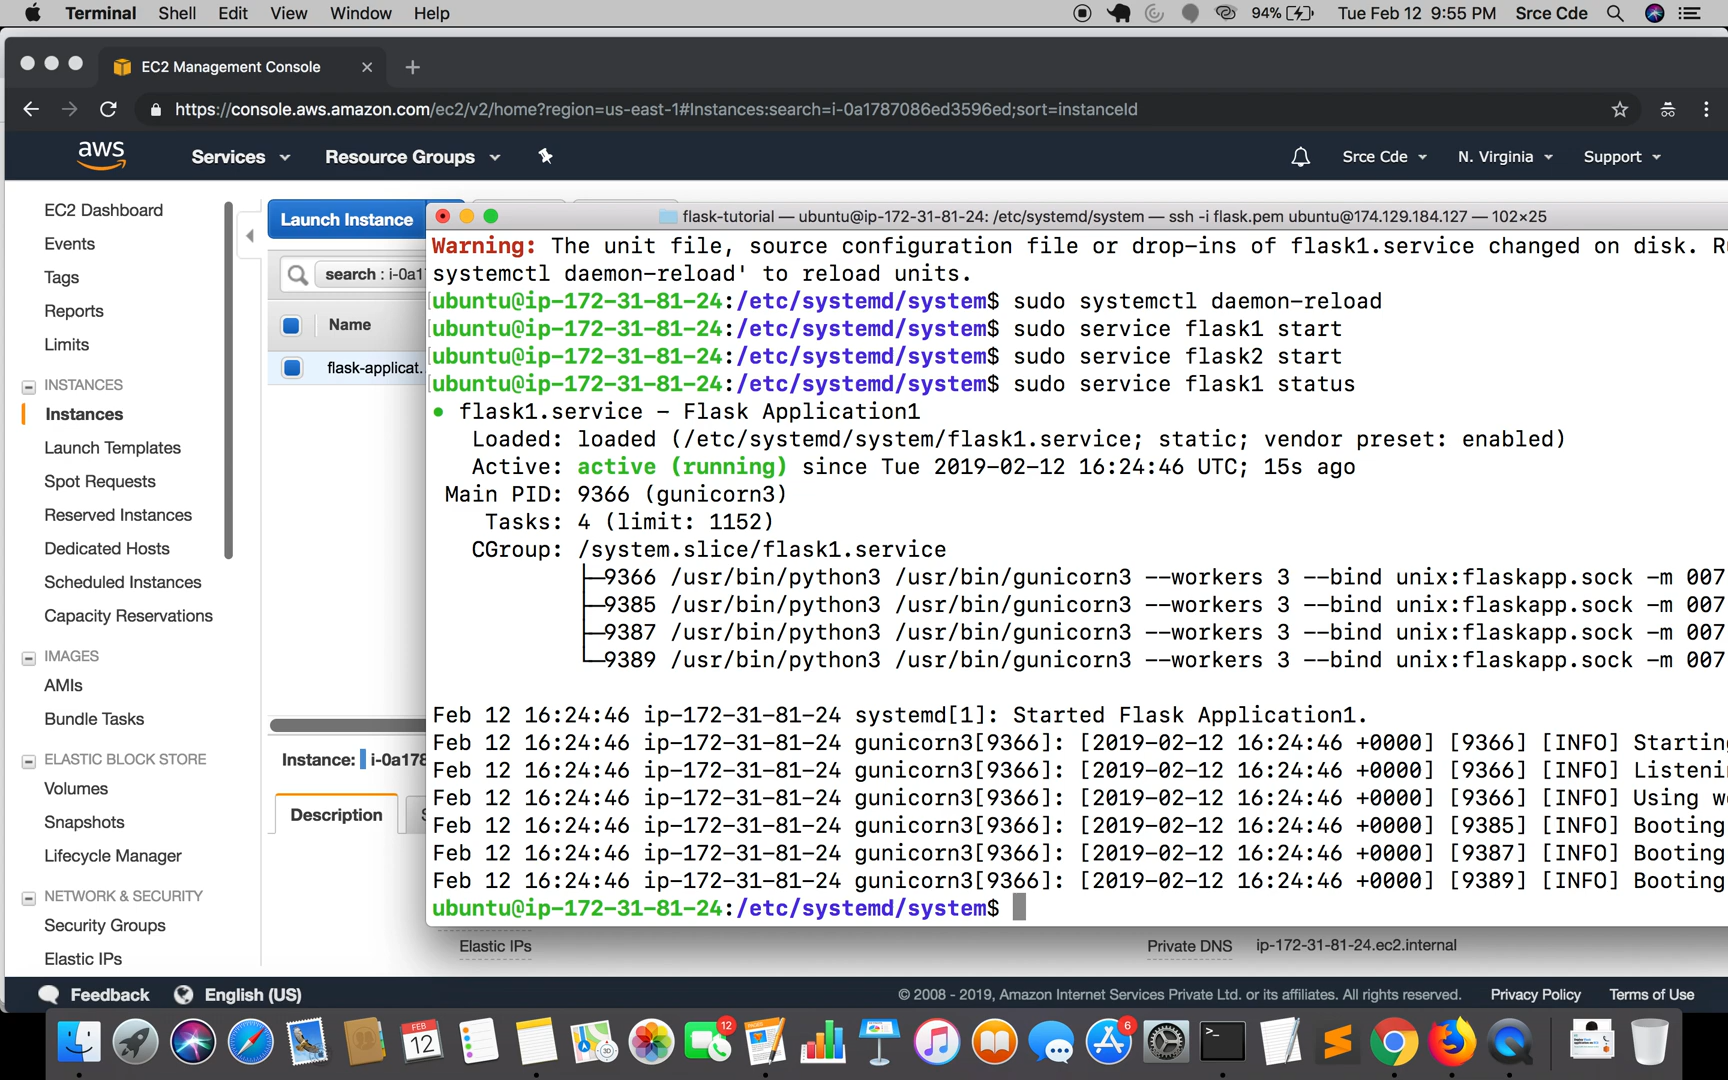 Terminal Shell Edit View Window Help 94% Tue Feb 12 9:55 PM Srce Cde
EC2 Management Console
https://console.aws.amazon.com/ec2/v2/home?region=us-east-1#Instances:search=i-0a1787086ed3596ed;sort=instanceId
aws Services Resource Groups Srce Cde N. Virginia Support
EC2 Dashboard
Events
Tags
Reports
Limits
INSTANCES
Instances
Launch Templates
Spot Requests
Reserved Instances
Dedicated Hosts
Scheduled Instances
Capacity Reservations
IMAGES
AMIs
Bundle Tasks
ELASTIC BLOCK STORE
Volumes
Snapshots
Lifecycle Manager
NETWORK & SECURITY
Security Groups
Elastic IPs
Launch Instance
search : i-0a17
Name
flask-applicat..
Instance: i-0a178
Description
flask-tutorial — ubuntu@ip-172-31-81-24: /etc/systemd/system — ssh -i flask.pem ubuntu@174.129.184.127 — 102×25
Warning: The unit file, source configuration file or drop-ins of flask1.service changed on disk. Ru
systemctl daemon-reload' to reload units.
[ubuntu@ip-172-31-81-24:/etc/systemd/system$ sudo systemctl daemon-reload
[ubuntu@ip-172-31-81-24:/etc/systemd/system$ sudo service flask1 start
[ubuntu@ip-172-31-81-24:/etc/systemd/system$ sudo service flask2 start
[ubuntu@ip-172-31-81-24:/etc/systemd/system$ sudo service flask1 status
● flask1.service - Flask Application1
Loaded: loaded (/etc/systemd/system/flask1.service; static; vendor preset: enabled)
Active: active (running) since Tue 2019-02-12 16:24:46 UTC; 15s ago
Main PID: 9366 (gunicorn3)
Tasks: 4 (limit: 1152)
CGroup: /system.slice/flask1.service
├─9366 /usr/bin/python3 /usr/bin/gunicorn3 --workers 3 --bind unix:flaskapp.sock -m 007
├─9385 /usr/bin/python3 /usr/bin/gunicorn3 --workers 3 --bind unix:flaskapp.sock -m 007
├─9387 /usr/bin/python3 /usr/bin/gunicorn3 --workers 3 --bind unix:flaskapp.sock -m 007
└─9389 /usr/bin/python3 /usr/bin/gunicorn3 --workers 3 --bind unix:flaskapp.sock -m 007
Feb 12 16:24:46 ip-172-31-81-24 systemd[1]: Started Flask Application1.
Feb 12 16:24:46 ip-172-31-81-24 gunicorn3[9366]: [2019-02-12 16:24:46 +0000] [9366] [INFO] Starting
Feb 12 16:24:46 ip-172-31-81-24 gunicorn3[9366]: [2019-02-12 16:24:46 +0000] [9366] [INFO] Listenin
Feb 12 16:24:46 ip-172-31-81-24 gunicorn3[9366]: [2019-02-12 16:24:46 +0000] [9366] [INFO] Using wo
Feb 12 16:24:46 ip-172-31-81-24 gunicorn3[9366]: [2019-02-12 16:24:46 +0000] [9385] [INFO] Booting
Feb 12 16:24:46 ip-172-31-81-24 gunicorn3[9366]: [2019-02-12 16:24:46 +0000] [9387] [INFO] Booting
Feb 12 16:24:46 ip-172-31-81-24 gunicorn3[9366]: [2019-02-12 16:24:46 +0000] [9389] [INFO] Booting
ubuntu@ip-172-31-81-24:/etc/systemd/system$
Elastic IPs Private DNS ip-172-31-81-24.ec2.internal
Feedback English (US) © 2008 - 2019, Amazon Internet Services Private Ltd. or its affiliates. All rights reserved. Privacy Policy Terms of Use
FEB
12
12
6